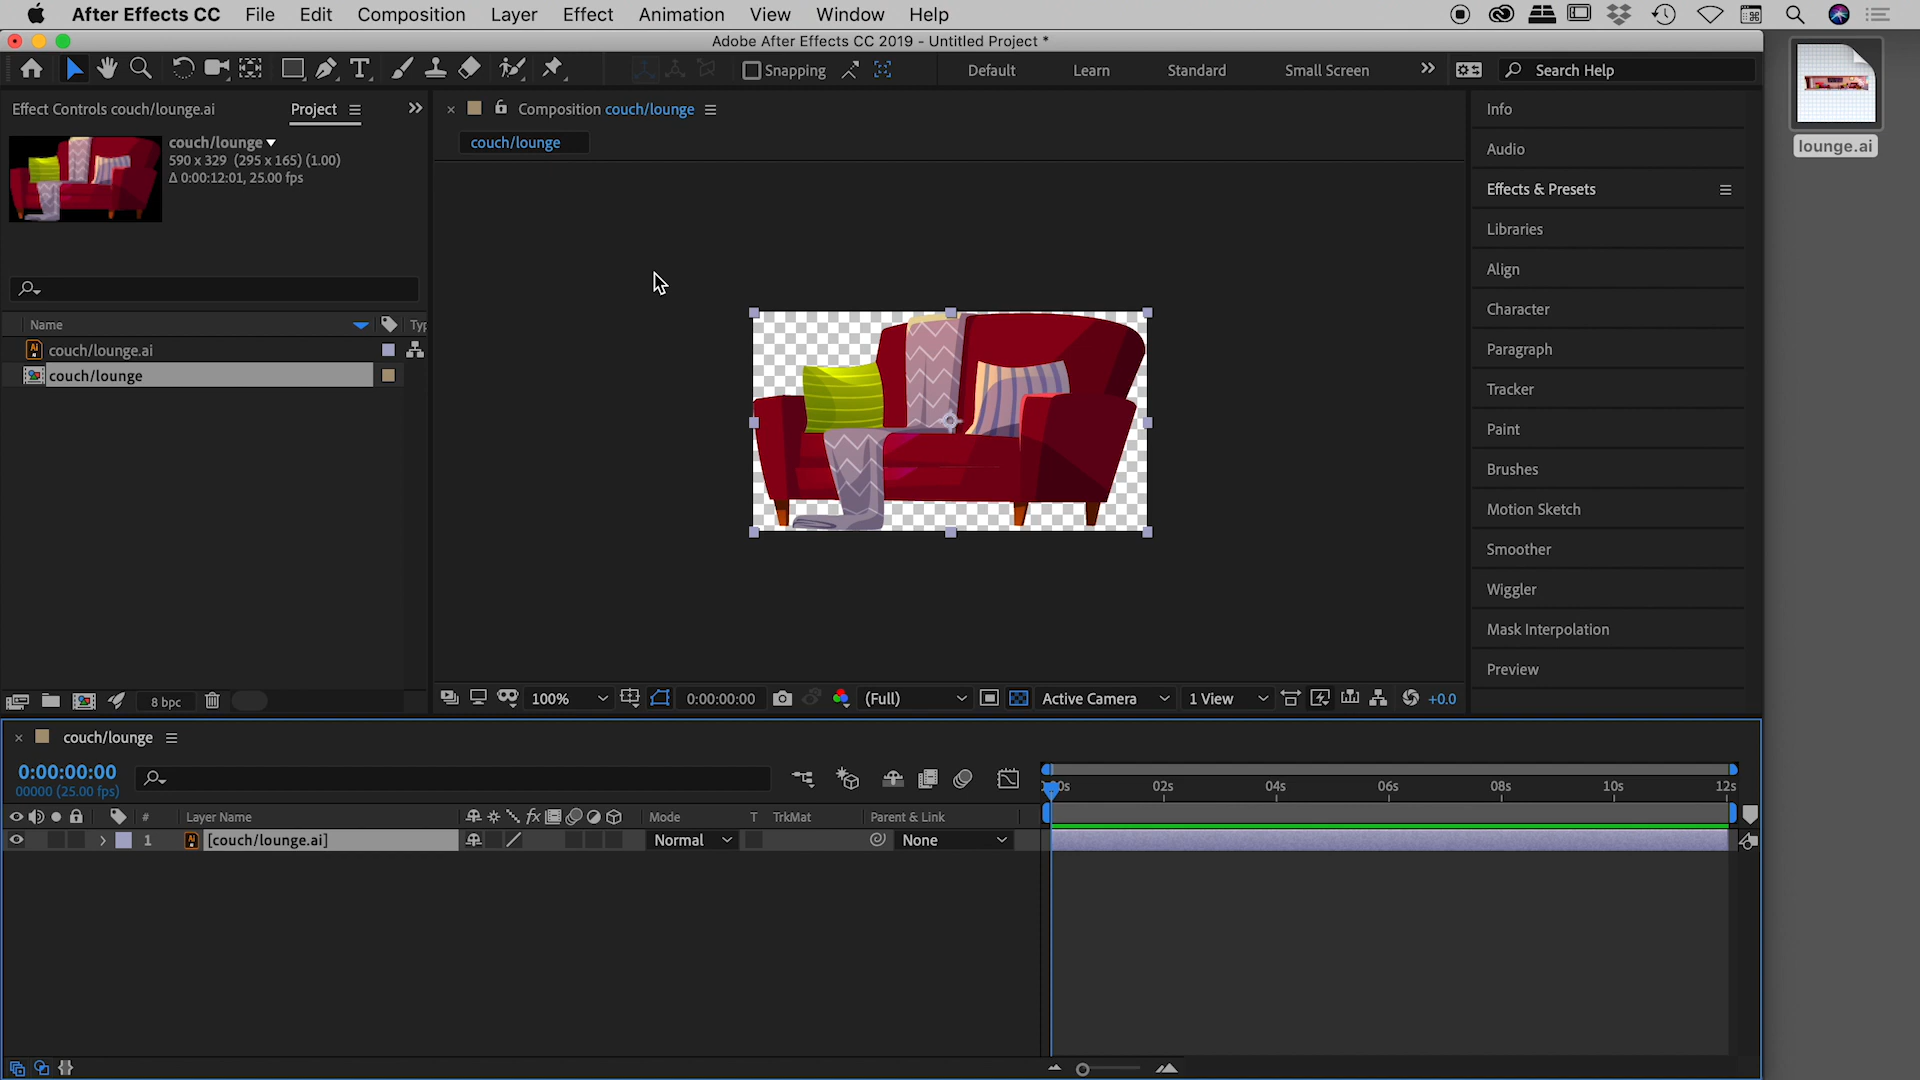 After Effects CC File Edit Composition Layer Effect Animation View Window Help
Adobe After Effects CC 2019 - Untitled Project *
Snapping Default Learn Standard Small Screen Search Help
lounge.ai
Effect Controls couch/lounge.ai Project
Composition couch/lounge
couch/lounge
couch/lounge
590 x 329 (295 x 165) (1.00)
Δ 0:00:12:01, 25.00 fps
Name Typ
couch/lounge.ai
couch/lounge
8 bpc
100% 0:00:00:00 (Full) Active Camera 1 View +0.0
Info
Audio
Effects & Presets
Libraries
Align
Character
Paragraph
Tracker
Paint
Brushes
Motion Sketch
Smoother
Wiggler
Mask Interpolation
Preview
couch/lounge
0:00:00:00
00000 (25.00 fps)
02s 04s 06s 08s 10s 12s
# Layer Name fx Mode T TrkMat Parent & Link
1 Ai [couch/lounge.ai] Normal None